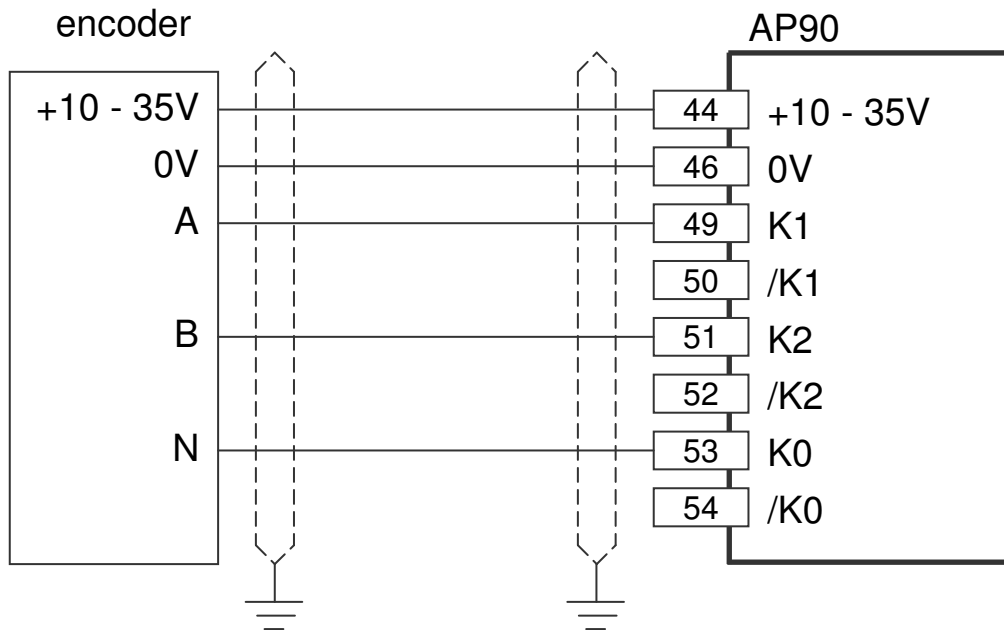 encoder
AP90
+10 - 35V
44
+10 - 35V
0V
46
0V
A
49
K1
50
/K1
B
51
K2
52
/K2
N
53
K0
54
/K0